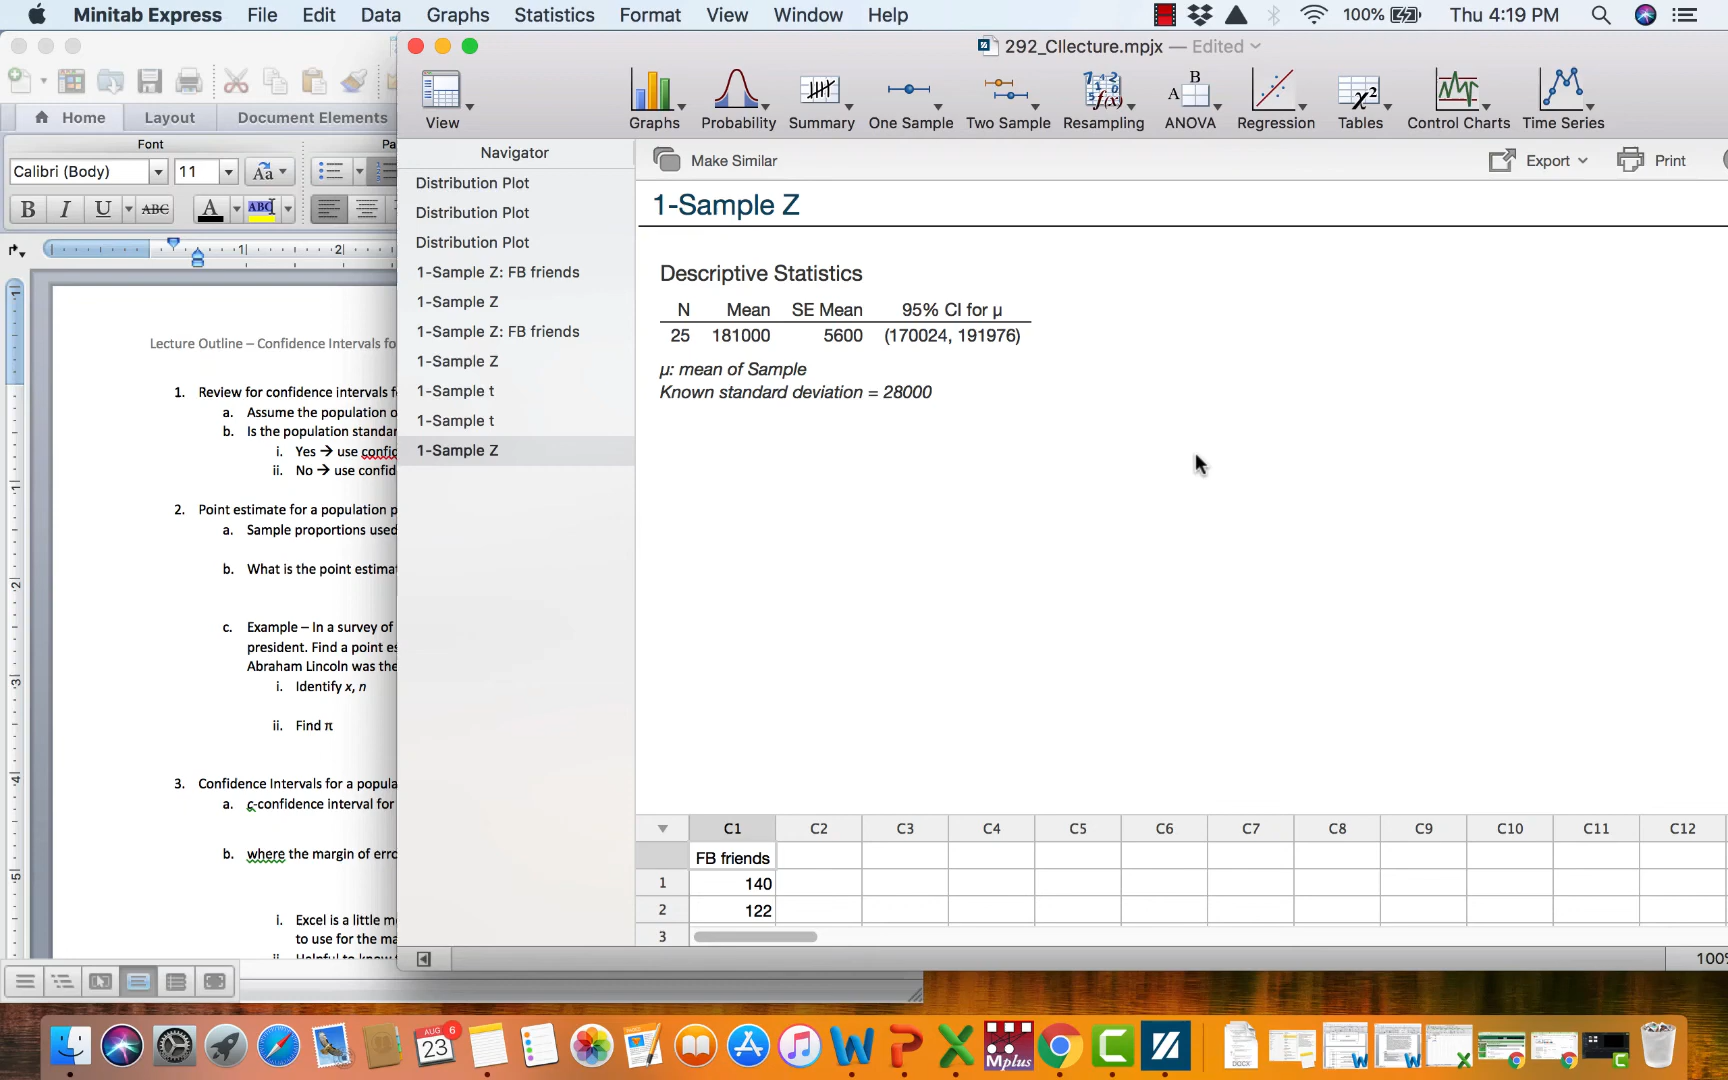 Minitab Express File Edit Data Graphs Statistics Format View Window Help 100% Thu 4:19 PM
292_CIlecture.mpjx — Edited
View Graphs Probability Summary One Sample Two Sample Resampling ANOVA Regression Tables Control Charts Time Series
Home Layout Document Elements
Font
Calibri (Body) 11
B I U ABC A ABC
Navigator
Distribution Plot
Distribution Plot
Distribution Plot
1-Sample Z: FB friends
1-Sample Z
1-Sample Z: FB friends
1-Sample Z
1-Sample t
1-Sample t
1-Sample Z
Make Similar Export Print
1-Sample Z
Descriptive Statistics
N Mean SE Mean 95% CI for μ
25 181000 5600 (170024, 191976)
μ: mean of Sample
Known standard deviation = 28000
C1 C2 C3 C4 C5 C6 C7 C8 C9 C10 C11 C12
FB friends
1 140
2 122
3
Lecture Outline – Confidence Intervals fo
1. Review for confidence intervals f
a. Assume the population o
b. Is the population standar
i. Yes → use confid
ii. No → use confid
2. Point estimate for a population p
a. Sample proportions used
b. What is the point estimat
c. Example – In a survey of
president. Find a point es
Abraham Lincoln was the
i. Identify x, n
ii. Find π
3. Confidence Intervals for a popula
a. c-confidence interval for
b. where the margin of erro
i. Excel is a little m
to use for the ma
AUG 6
23
Mplus
DOCX